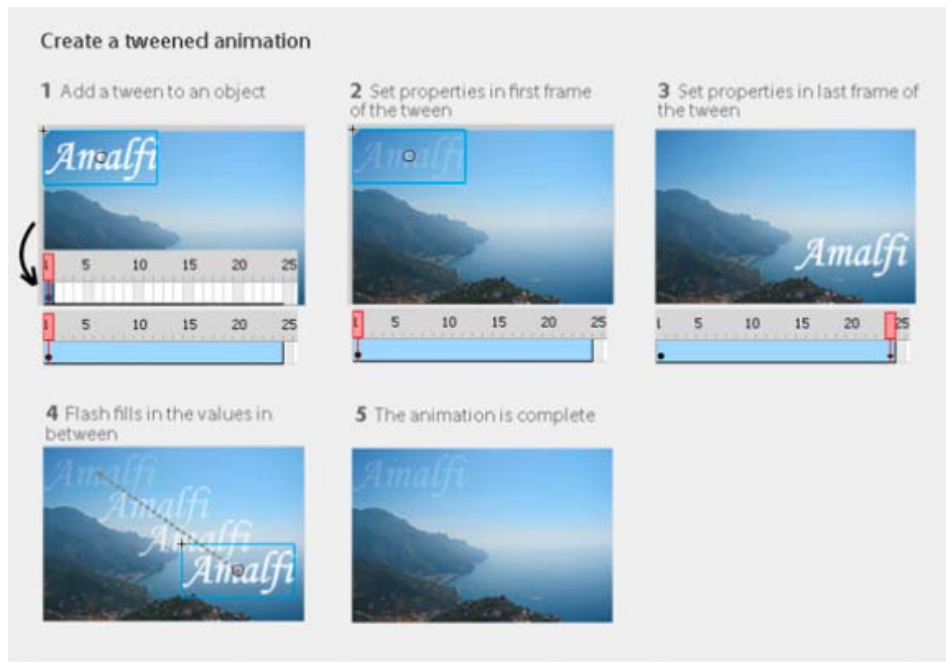 Create a tweened animation
1 Add a tween to an object
Amalfi
1 5 10 15 20 25
1 5 10 15 20 25
2 Set properties in first frame
of the tween
Amalfi
1 5 10 15 20 25
3 Set properties in last frame of
the tween
Amalfi
1 5 10 15 20 25
4 Flash fills in the values in
between
Amalfi
Amalfi
Amalfi
Amalfi
5 The animation is complete
Amalfi